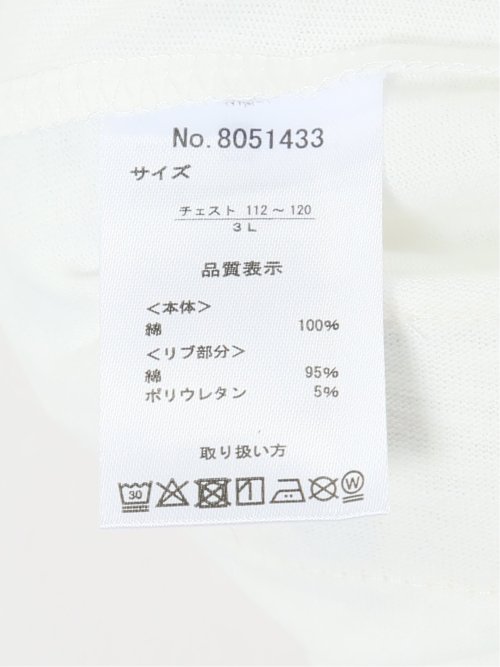 No.8051433
サイズ
チェスト 112～120
3L
品質表示
＜本体＞
綿 100%
＜リブ部分＞
綿 95%
ポリウレタン 5%
取り扱い方
30 W